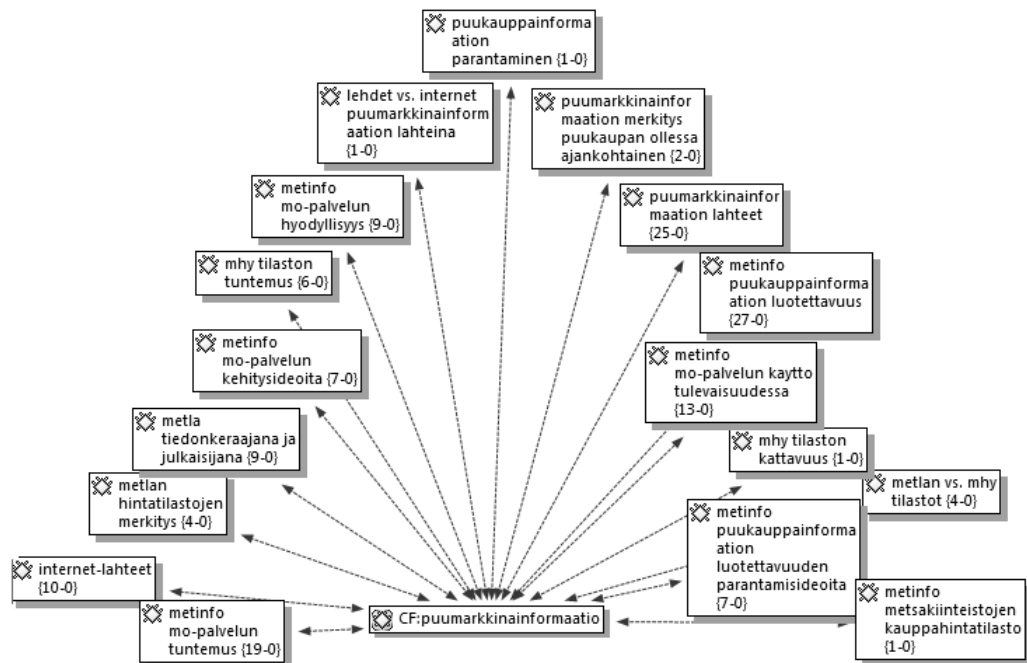 puukauppainforma
ation
parantaminen {1-0}
lehdet vs. internet
puumarkkinainform
aation lahteina
{1-0}
puumarkkinainfor
maation merkitys
puukaupan ollessa
ajankohtainen {2-0}
metinfo
mo-palvelun
hyodyllisyys {9-0}
puumarkkinainfor
maation lahteet
{25-0}
mhy tilaston
tuntemus {6-0}
metinfo
puukauppainforma
ation luotettavuus
{27-0}
metinfo
mo-palvelun
kehitysideoita {7-0}
metinfo
mo-palvelun kaytto
tulevaisuudessa
{13-0}
metla
tiedonkeraajana ja
julkaisijana {9-0}
mhy tilaston
kattavuus {1-0}
metlan
hintatilastojen
merkitys {4-0}
metlan vs. mhy
tilastot {4-0}
metinfo
puukauppainforma
ation
luotettavuuden
parantamisideoita
{7-0}
internet-lahteet
{10-0}
metinfo
mo-palvelun
tuntemus {19-0}
CF:puumarkkinainformaatio
metinfo
metsakiinteistojen
kauppahintatilasto
{1-0}